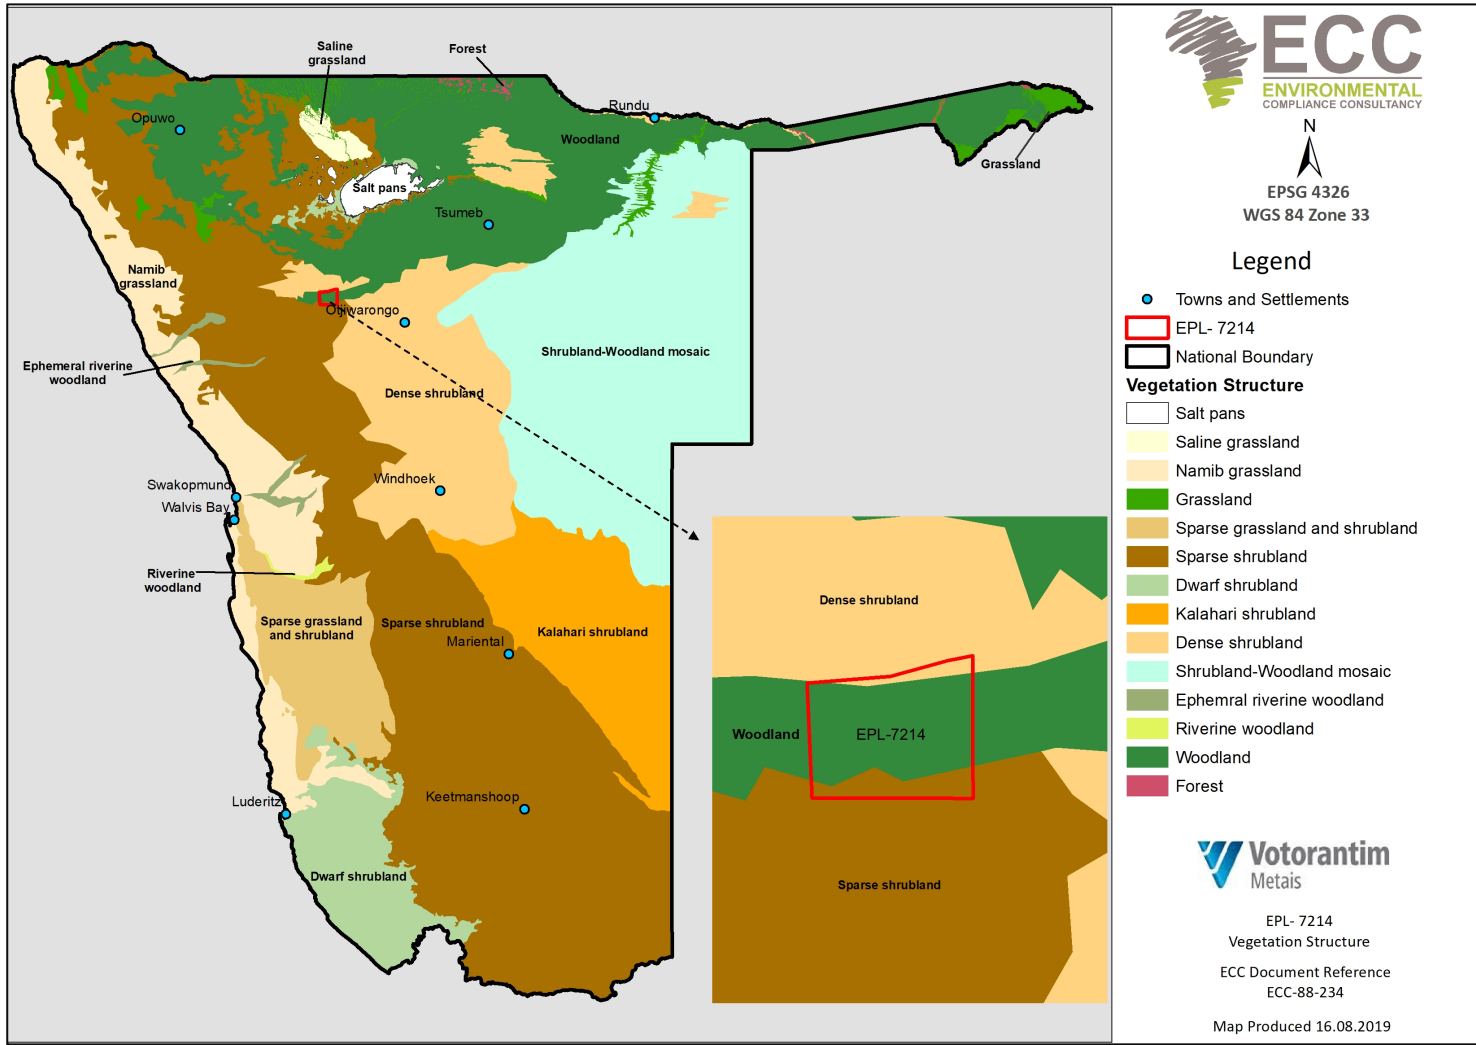 Saline
grassland
Forest
Rundu
Opuwo
Woodland
Grassland
Salt pans
Tsumeb
Namib
grassland
Otjiwarongo
Shrubland-Woodland mosaic
Ephemeral riverine
woodland
Dense shrubland
Windhoek
Swakopmund
Walvis Bay
Riverine
woodland
Sparse grassland
and shrubland
Sparse shrubland
Mariental
Kalahari shrubland
Luderitz
Keetmanshoop
Dwarf shrubland
Dense shrubland
Woodland
EPL-7214
Sparse shrubland
ECC
ENVIRONMENTAL
COMPLIANCE CONSULTANCY
N
EPSG 4326
WGS 84 Zone 33
Legend
Towns and Settlements
EPL- 7214
National Boundary
Vegetation Structure
Salt pans
Saline grassland
Namib grassland
Grassland
Sparse grassland and shrubland
Sparse shrubland
Dwarf shrubland
Kalahari shrubland
Dense shrubland
Shrubland-Woodland mosaic
Ephemral riverine woodland
Riverine woodland
Woodland
Forest
Votorantim
Metais
EPL- 7214
Vegetation Structure
ECC Document Reference
ECC-88-234
Map Produced 16.08.2019